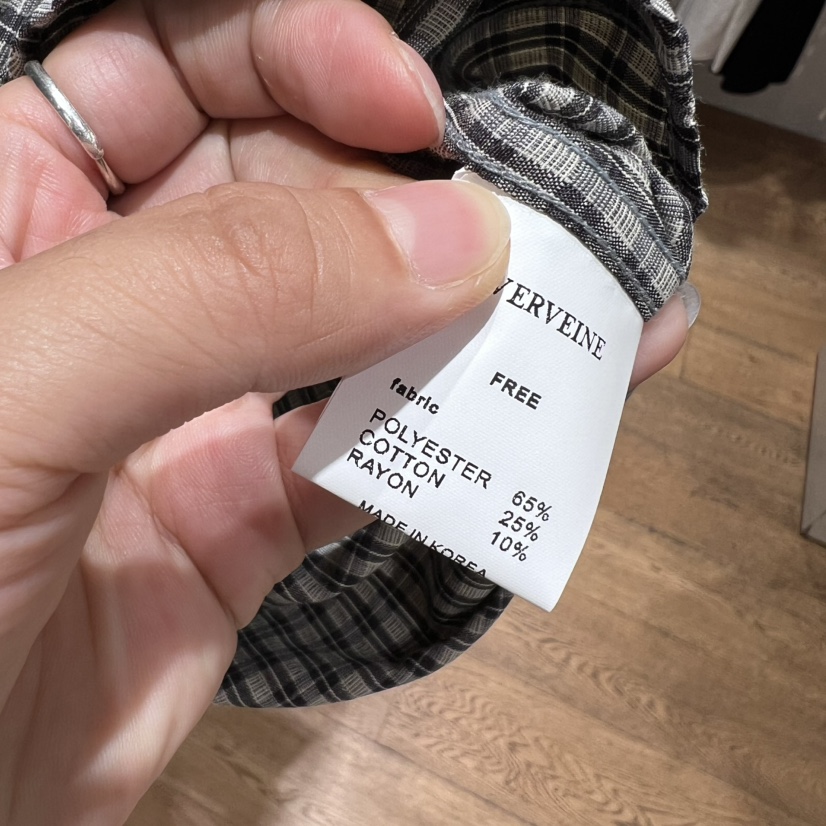 VERVEINE
FREE
fabric
POLYESTER 65%
COTTON 25%
RAYON 10%
MADE IN KOREA